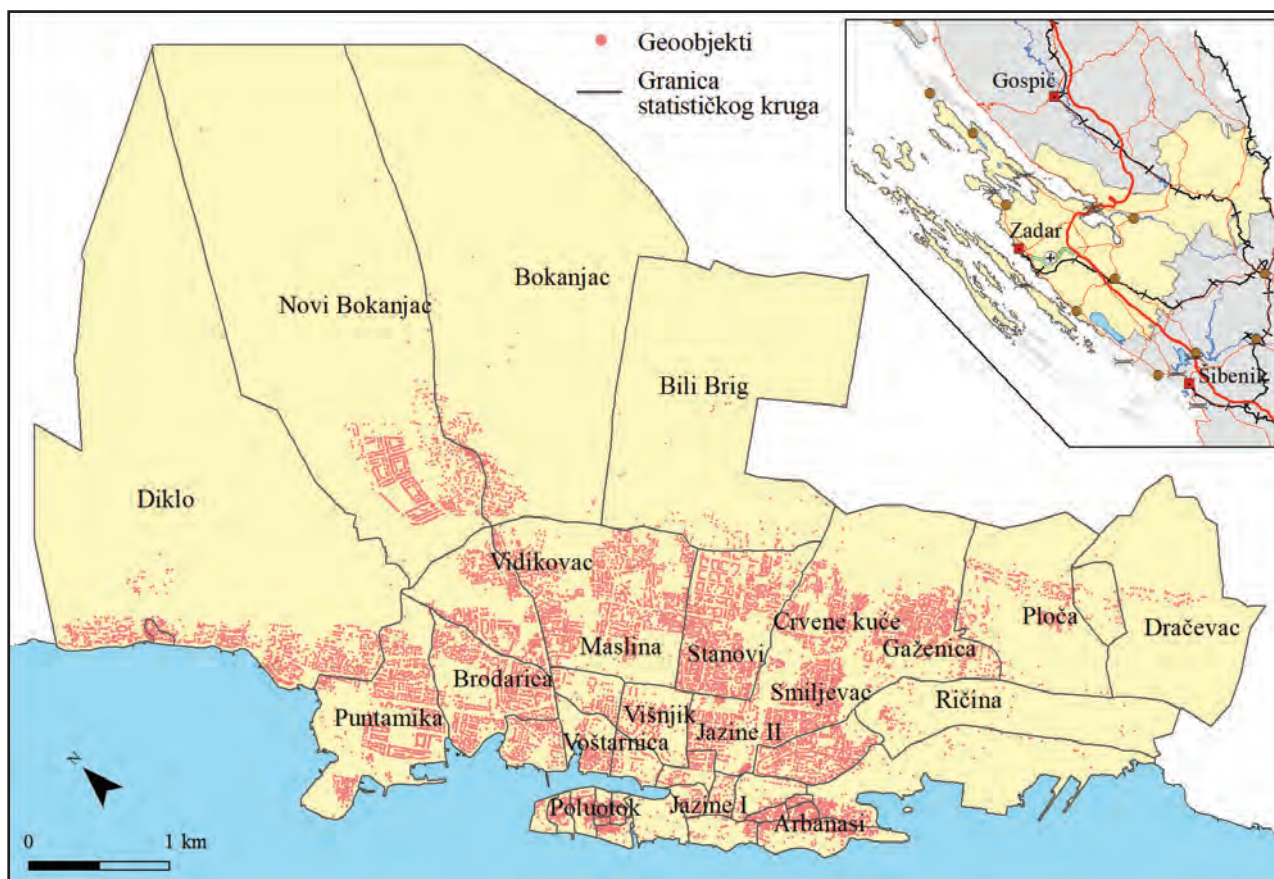 Geoobjekti
Granica
statističkog kruga
Gospić
Zadar
Šibenik
Bokanjac
Novi Bokanjac
Bili Brig
Diklo
Vidikovac
Crvene kuće
Ploča
Dračevac
Maslina
Stanovi
Gaženica
Brodarica
Smiljevac
Ričina
Puntamika
Višnjik
Jazine II
Voštarnica
Poluotok
Jazine I
Arbanasi
N
0
1 km